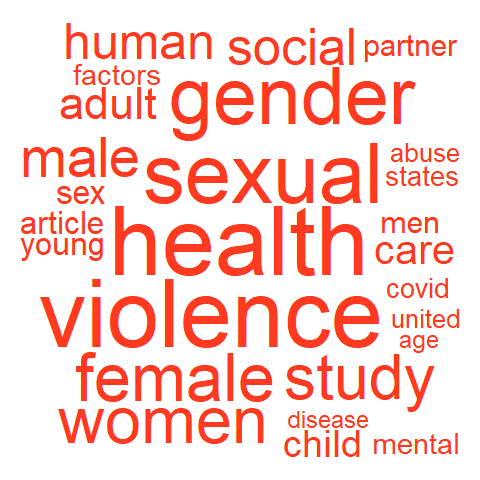 human social partner
factors
adult gender
male sexual abuse
states
sex
article health men
young care
violence covid
united
age
female study
women disease
child mental